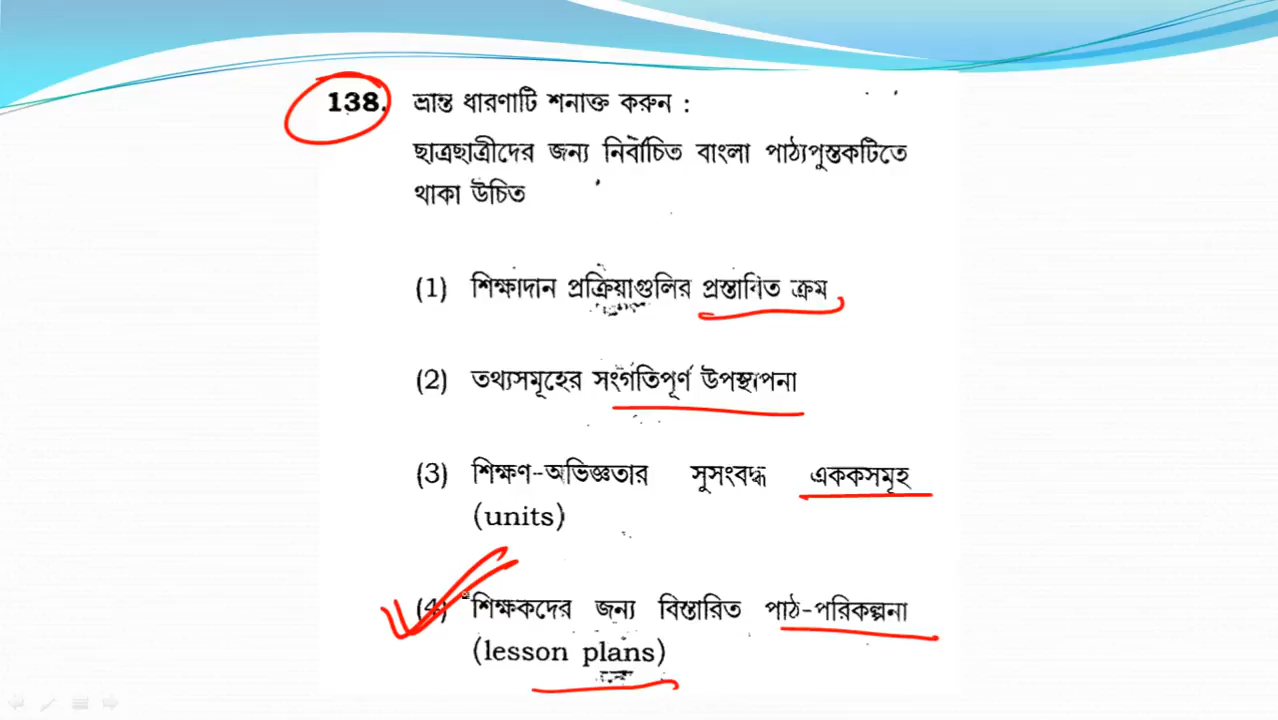 138. ভ্রান্ত ধারণাটি শনাক্ত করুন :
ছাত্রছাত্রীদের জন্য নির্বাচিত বাংলা পাঠ্যপুস্তকটিতে
থাকা উচিত
(1) শিক্ষাদান প্রক্রিয়াগুলির প্রস্তাবিত ক্রম
(2) তথ্যসমূহের সংগতিপূর্ণ উপস্থাপনা
(3) শিক্ষণ-অভিজ্ঞতার সুসংবদ্ধ এককসমূহ
(units)
(4) শিক্ষকদের জন্য বিস্তারিত পাঠ-পরিকল্পনা
(lesson plans)